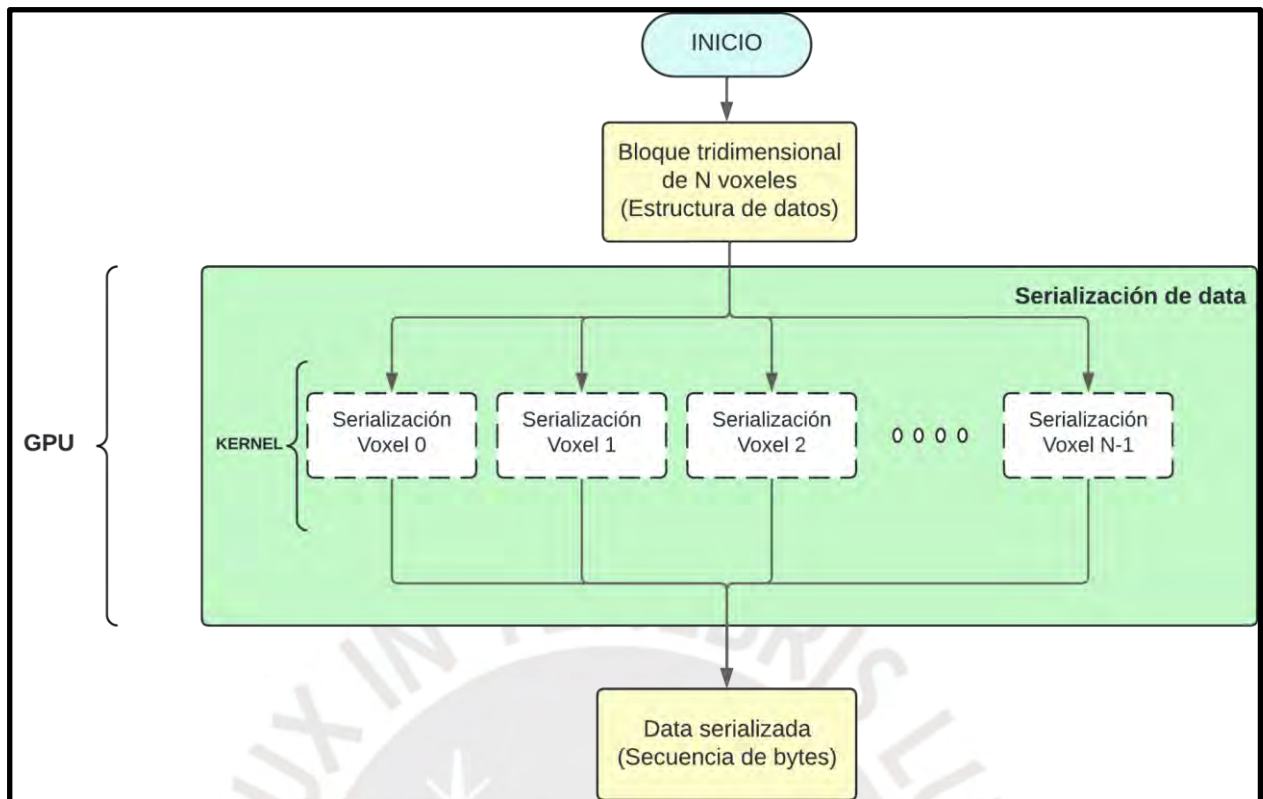 INICIO
Bloque tridimensional
de N voxeles
(Estructura de datos)
Serialización de data
GPU
KERNEL
Serialización
Voxel 0
Serialización
Voxel 1
Serialización
Voxel 2
0 0 0 0
Serialización
Voxel N-1
Data serializada
(Secuencia de bytes)